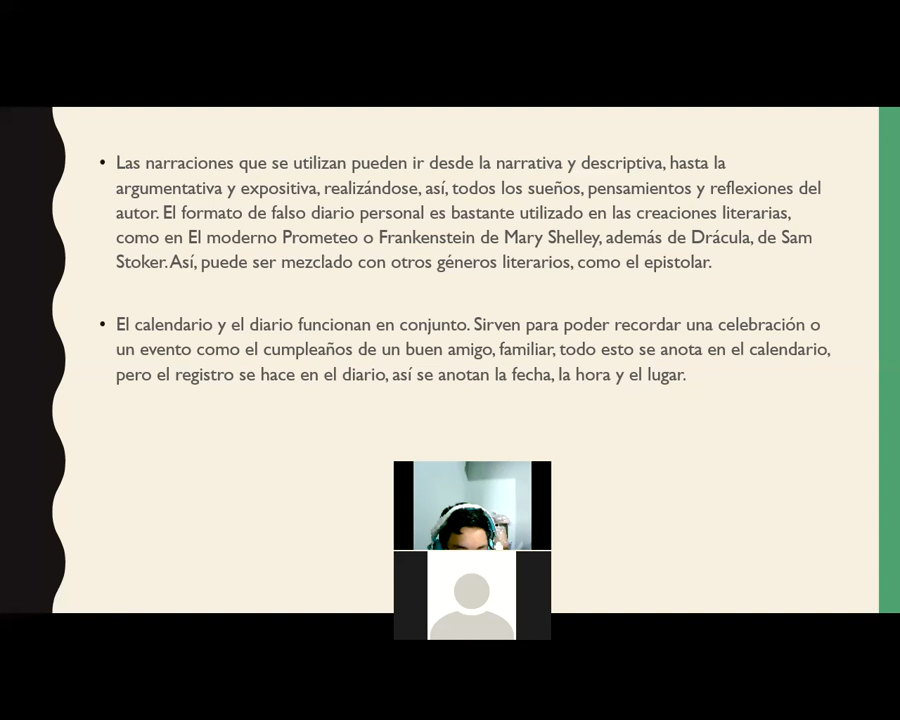 • Las narraciones que se utilizan pueden ir desde la narrativa y descriptiva, hasta la
argumentativa y expositiva, realizándose, así, todos los sueños, pensamientos y reflexiones del
autor. El formato de falso diario personal es bastante utilizado en las creaciones literarias,
como en El moderno Prometeo o Frankenstein de Mary Shelley, además de Drácula, de Sam
Stoker. Así, puede ser mezclado con otros géneros literarios, como el epistolar.
• El calendario y el diario funcionan en conjunto. Sirven para poder recordar una celebración o
un evento como el cumpleaños de un buen amigo, familiar, todo esto se anota en el calendario,
pero el registro se hace en el diario, así se anotan la fecha, la hora y el lugar.